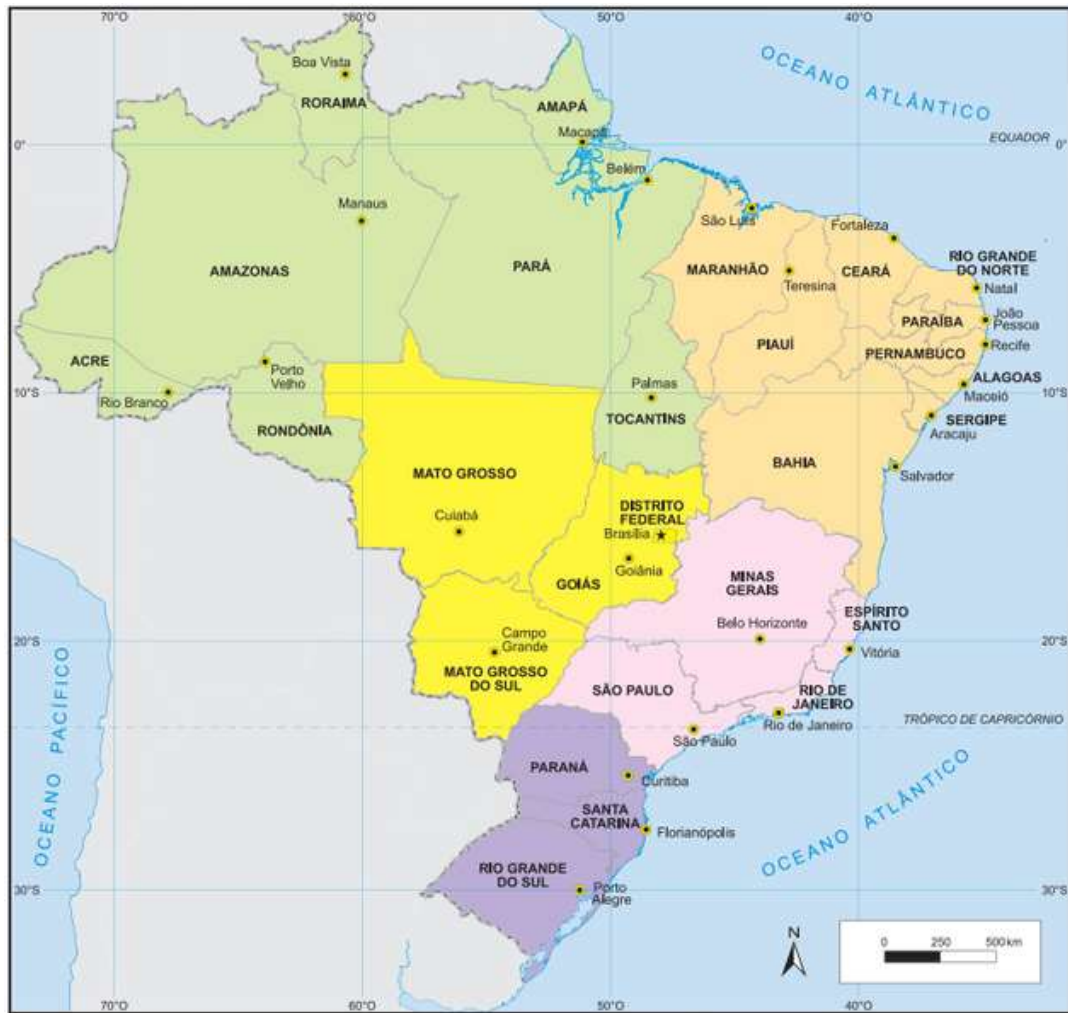 70°O
60°O
50°O
40°O
OCEANO ATLÂNTICO
Boa Vista
RORAIMA
AMAPÁ
Macapá
EQUADOR
0°
0°
Belém
Manaus
São Luís
Fortaleza
AMAZONAS
PARÁ
MARANHÃO
Teresina
CEARÁ
RIO GRANDE
DO NORTE
Natal
João
Pessoa
PARAÍBA
PIAUÍ
PERNAMBUCO
Recife
ACRE
Porto
Velho
Rio Branco
Palmas
ALAGOAS
Maceió
10°S
10°S
TOCANTINS
SERGIPE
Aracaju
RONDÔNIA
BAHIA
Salvador
MATO GROSSO
Cuiabá
DISTRITO
FEDERAL
Brasília
Goiânia
GOIÁS
MINAS
GERAIS
Belo Horizonte
ESPÍRITO
SANTO
Vitória
20°S
20°S
Campo
Grande
MATO GROSSO
DO SUL
SÃO PAULO
São Paulo
RIO DE
JANEIRO
Rio de Janeiro
TRÓPICO DE CAPRICÓRNIO
OCEANO PACÍFICO
PARANÁ
Curitiba
SANTA
CATARINA
Florianópolis
OCEANO ATLÂNTICO
RIO GRANDE
DO SUL
Porto
Alegre
30°S
30°S
N
0 250 500 km
70°O
60°O
50°O
40°O